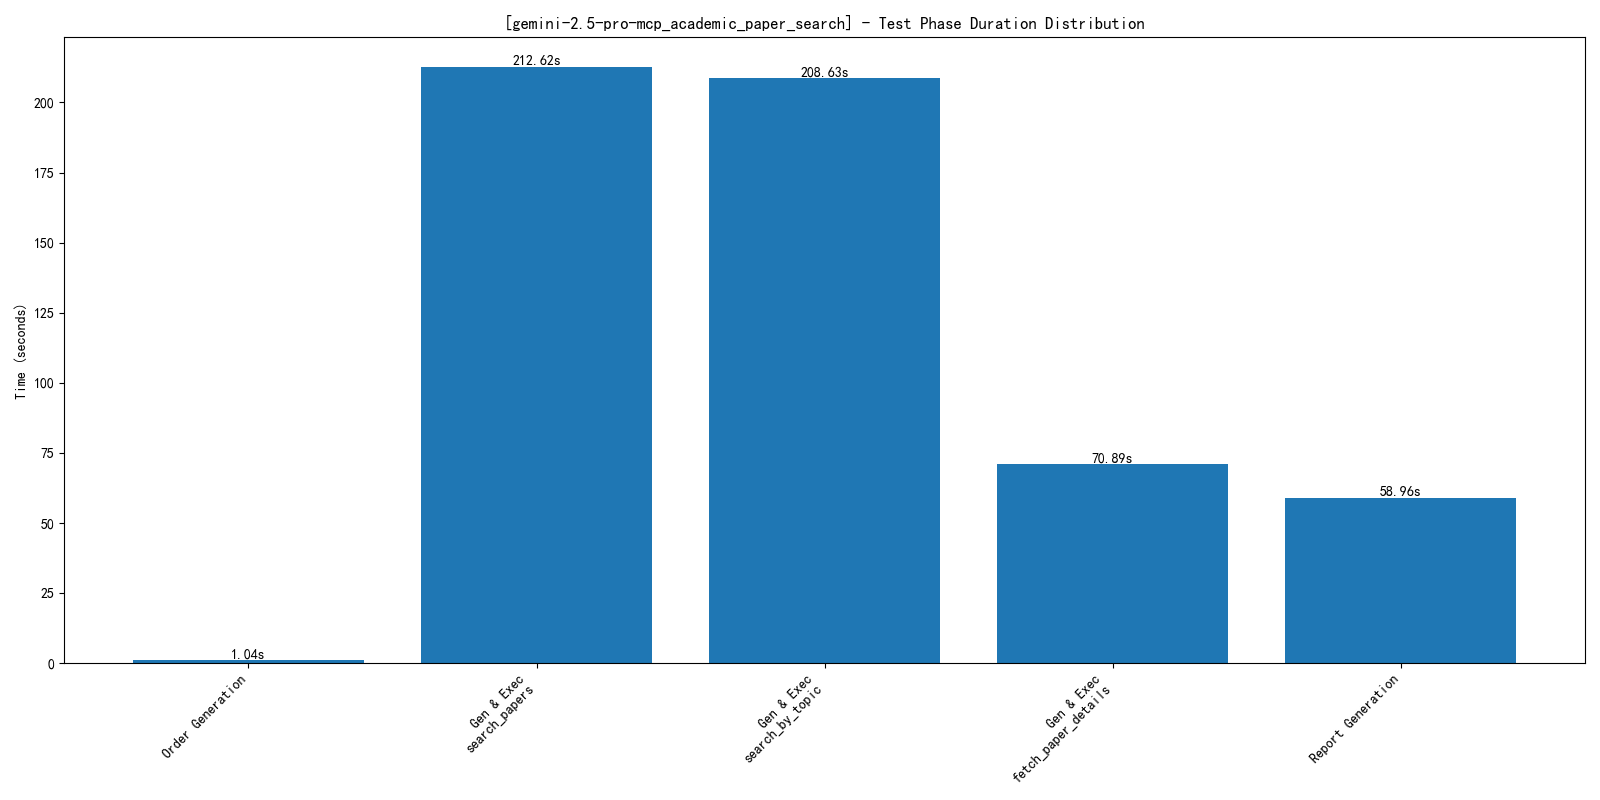 [gemini-2.5-pro-mcp_academic_paper_search] - Test Phase Duration Distribution
Time (seconds)
200
175
150
125
100
75
50
25
0
1.04s
212.62s
208.63s
70.89s
58.96s
Order Generation
Gen & Exec
search_papers
Gen & Exec
search_by_topic
Gen & Exec
fetch_paper_details
Report Generation